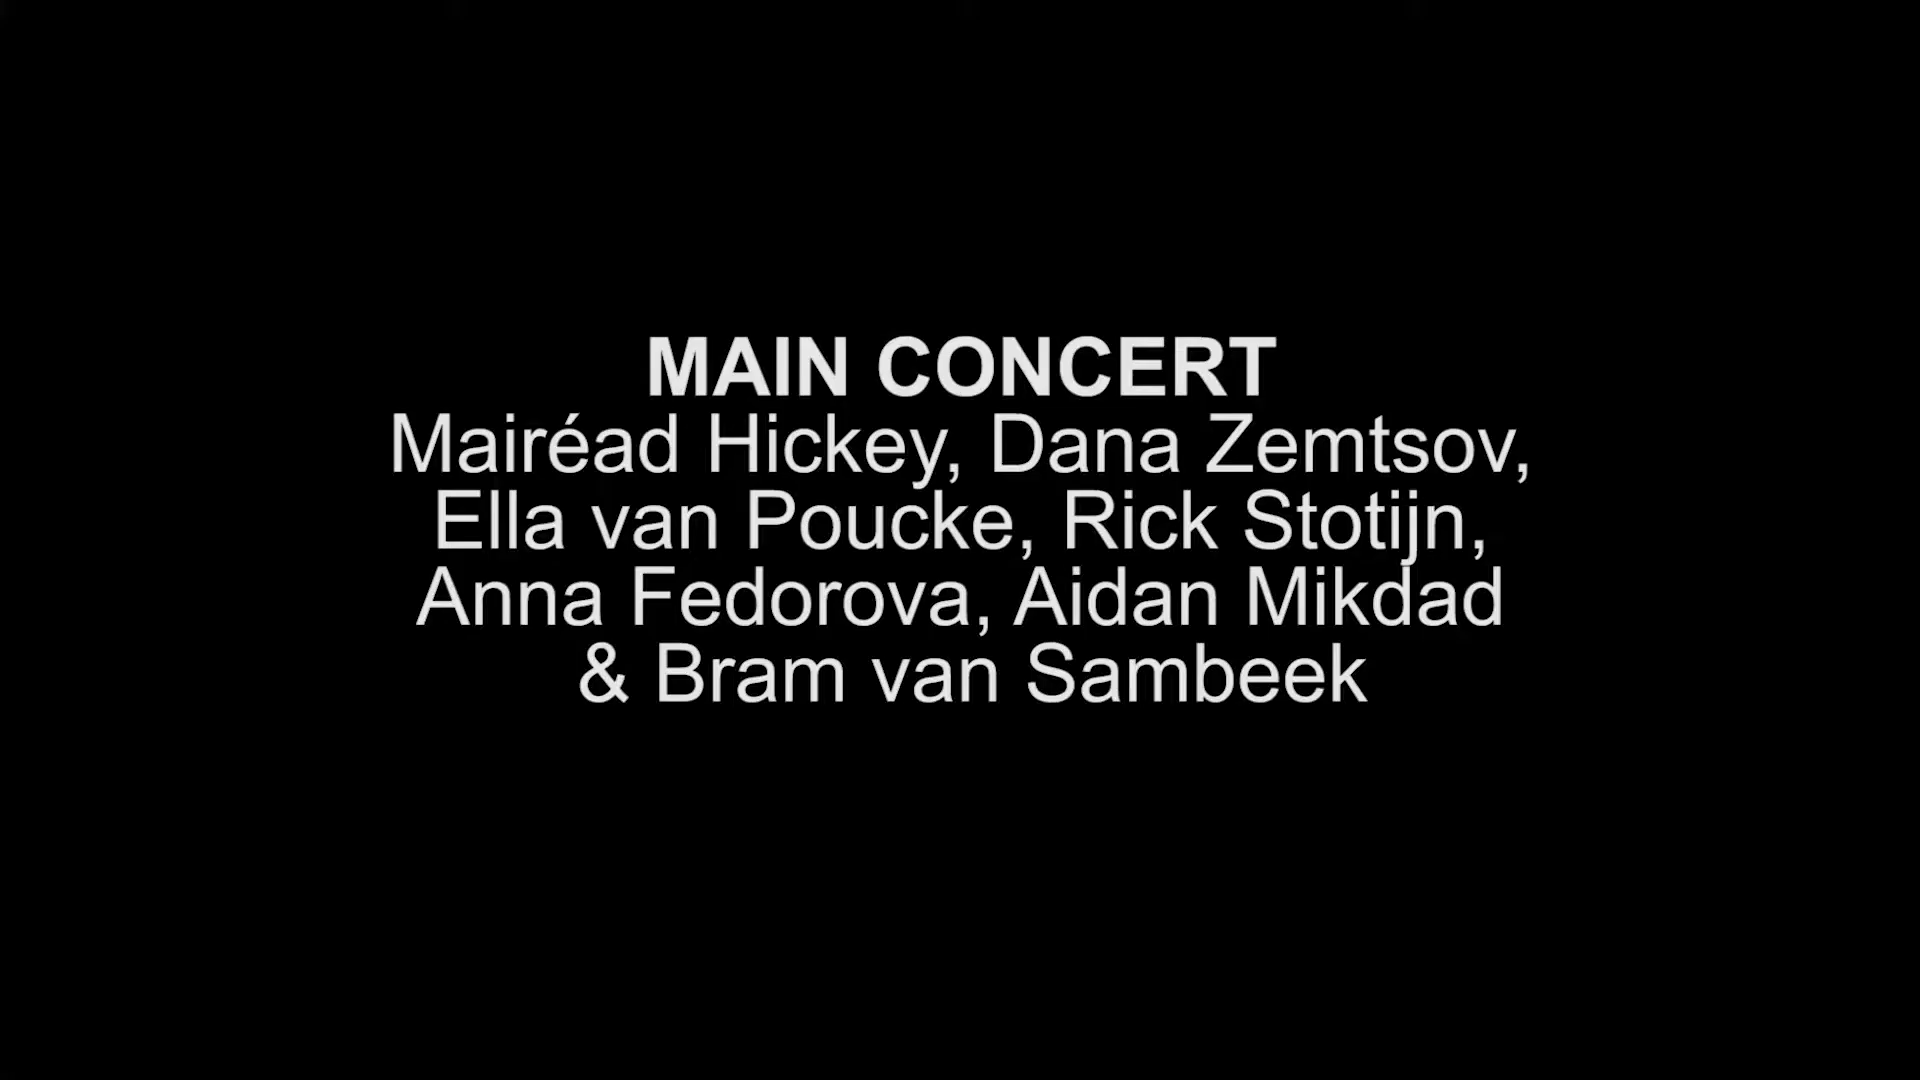 MAIN CONCERT
Mairéad Hickey, Dana Zemtsov,
Ella van Poucke, Rick Stotijn,
Anna Fedorova, Aidan Mikdad
& Bram van Sambeek